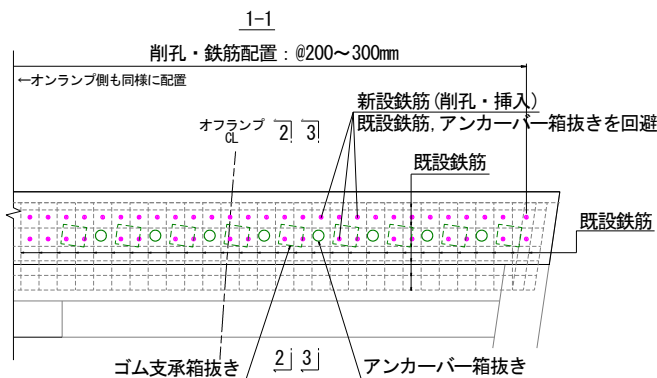 1-1
削孔・鉄筋配置：@200～300mm
←オンランプ側も同様に配置
新設鉄筋(削孔・挿入)
既設鉄筋,アンカーバー箱抜きを回避
オフランプ
CL
2 3
既設鉄筋
既設鉄筋
2 3
ゴム支承箱抜き
アンカーバー箱抜き